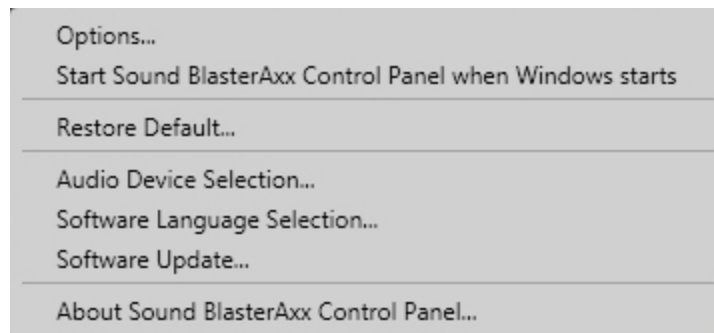 Options...
Start Sound BlasterAxx Control Panel when Windows starts
Restore Default...
Audio Device Selection...
Software Language Selection...
Software Update...
About Sound BlasterAxx Control Panel...